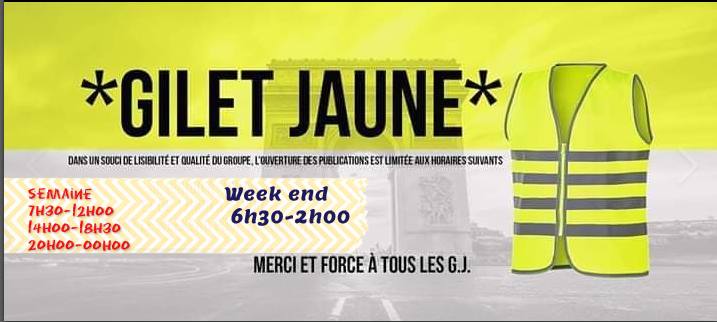 *GILET JAUNE*
DANS UN SOUCI DE LISIBILITÉ ET QUALITÉ DU GROUPE, L'OUVERTURE DES PUBLICATIONS EST LIMITÉE AUX HORAIRES SUIVANTS
SEMAINE
7H30-12H00
14H00-18H30
20H00-00H00
Week end
6h30-2h00
MERCI ET FORCE À TOUS LES G.J.